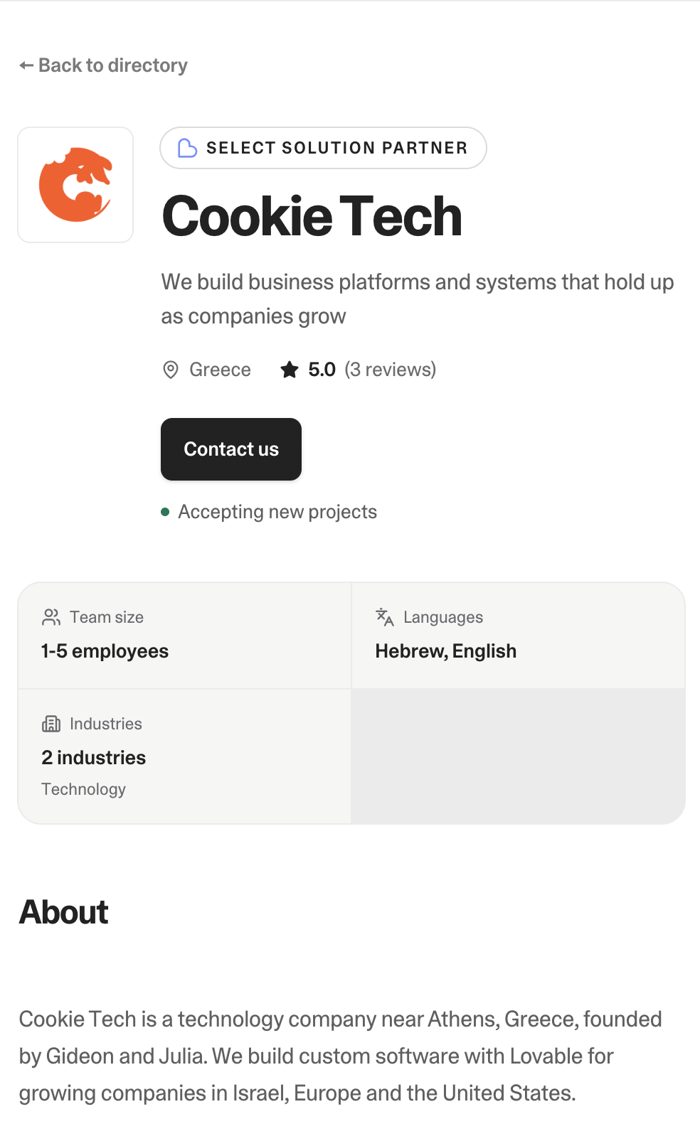 ← Back to directory
SELECT SOLUTION PARTNER
Cookie Tech
We build business platforms and systems that hold up
as companies grow
Greece ★ 5.0 (3 reviews)
Contact us
Accepting new projects
Team size
1-5 employees
Languages
Hebrew, English
Industries
2 industries
Technology
About
Cookie Tech is a technology company near Athens, Greece, founded
by Gideon and Julia. We build custom software with Lovable for
growing companies in Israel, Europe and the United States.